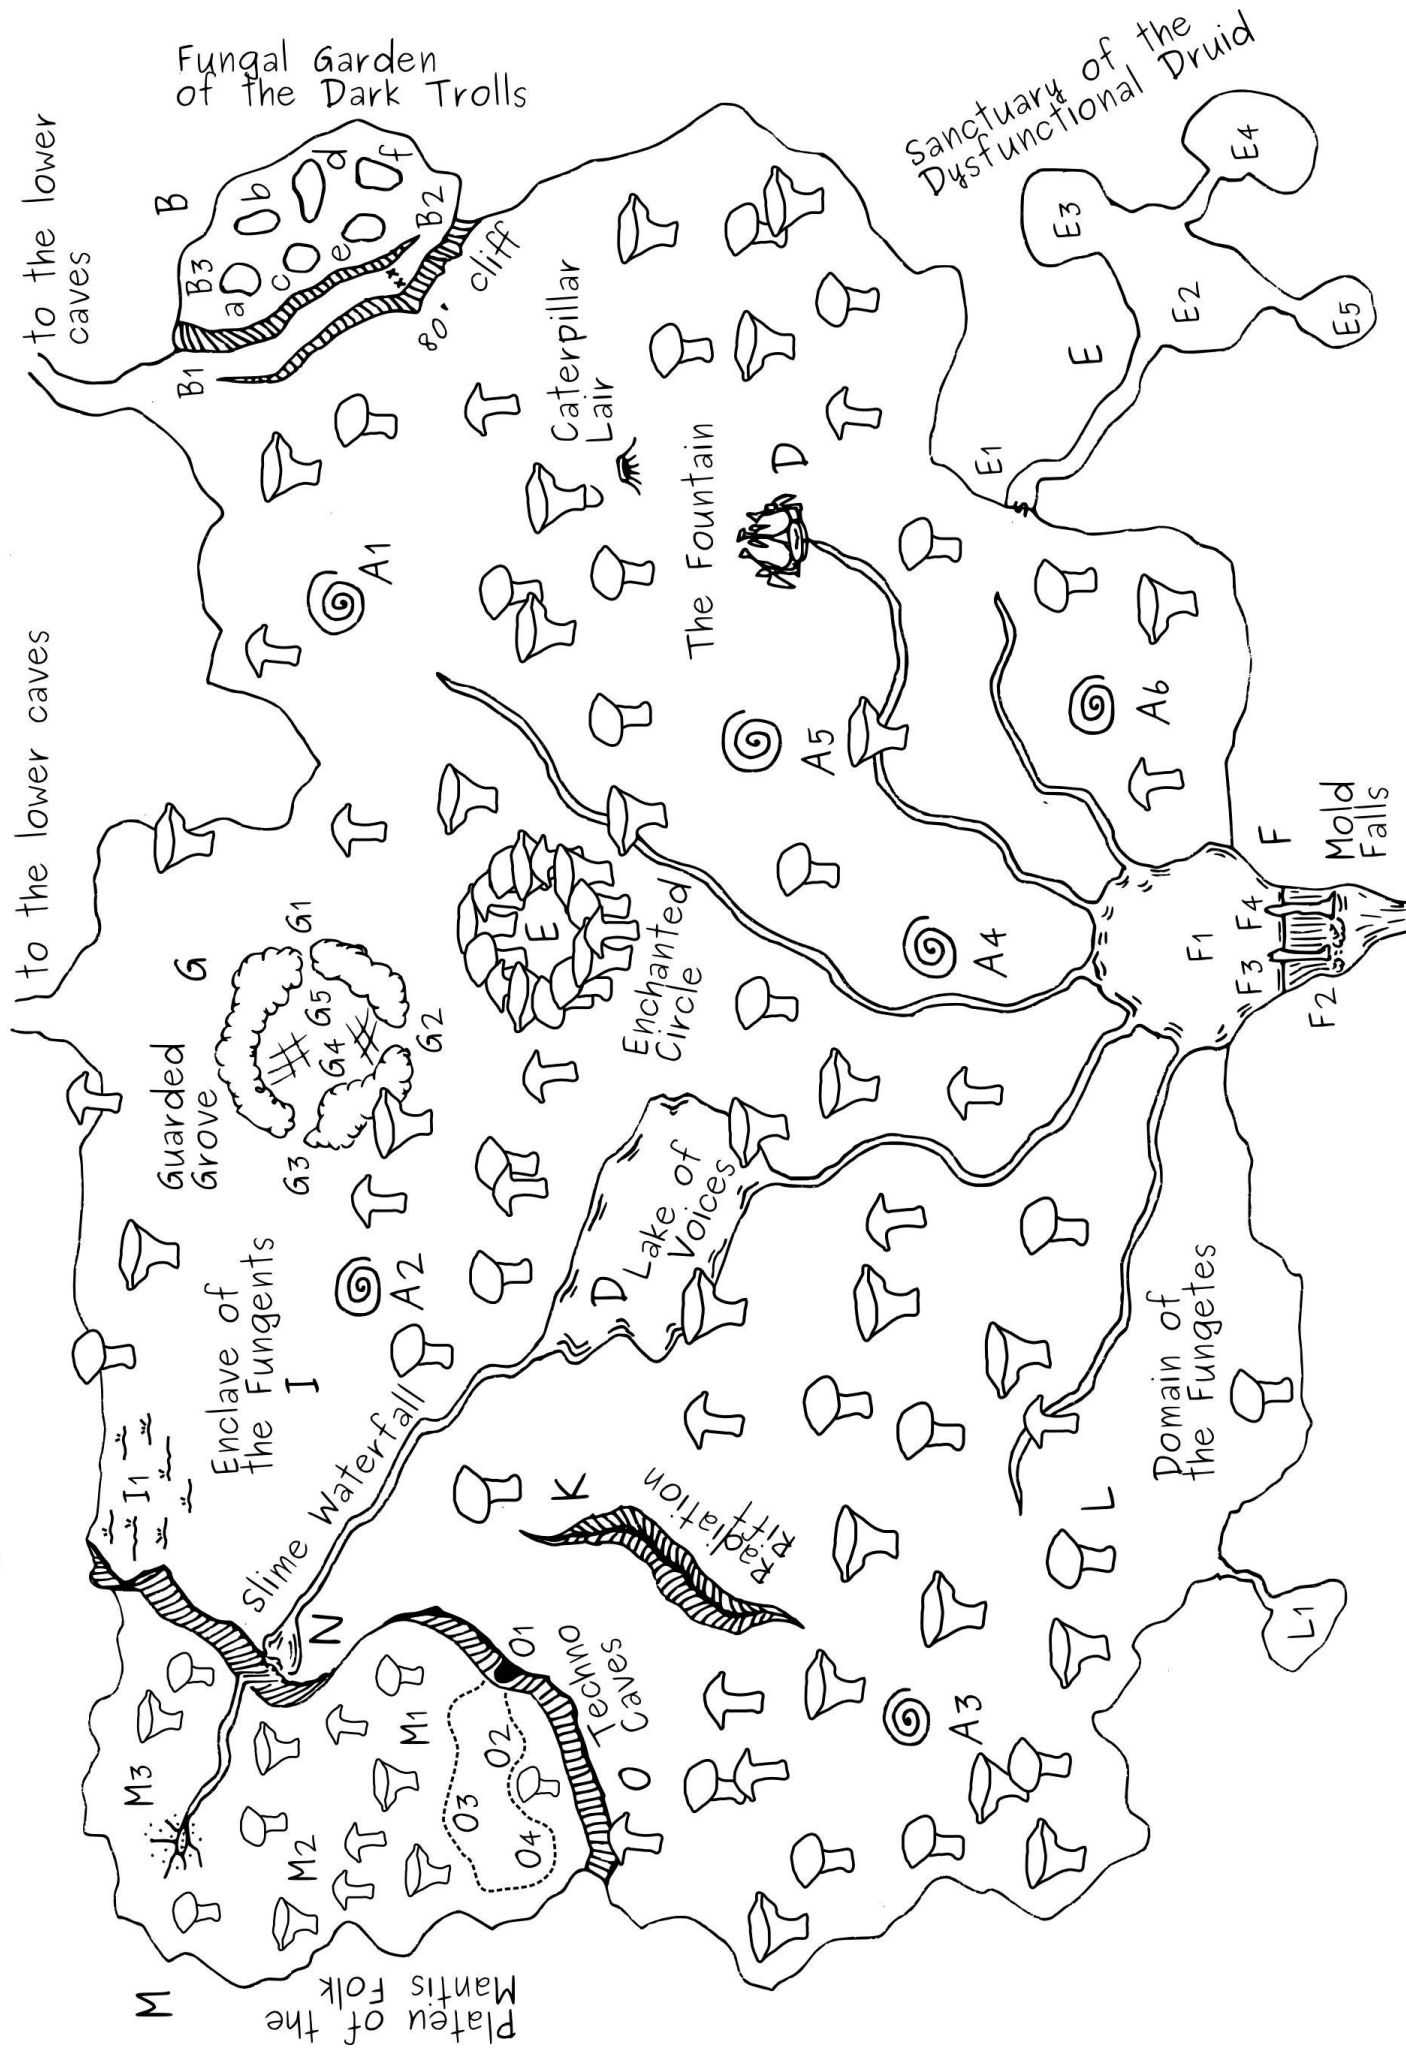 to the lower caves
to the lower
caves
Fungal Garden
of the Dark Trolls
B
B3
a
b
c
d
e
f
B2
B1
xx
80' cliff
Sanctuary of the
Dysfunctional Druid
E4
E3
E
E2
E5
E1
S
Caterpillar
Lair
The Fountain
D
A1
A5
A6
A4
G
Guarded
Grove
G1
G5
G4
G2
G3
E
Enchanted
Circle
Enclave of
the Fungents
I
I1
A2
Slime Waterfall
D
Lake of
Voices
F
Mold
Falls
F1
F4
F3
F2
M
Plateu of the
Mantis Folk
M3
M2
M1
N
O1
O2
O3
O4
Techno
Caves
O
K
Radiation
Rift
A3
Domain of
the Fungetes
L
L1